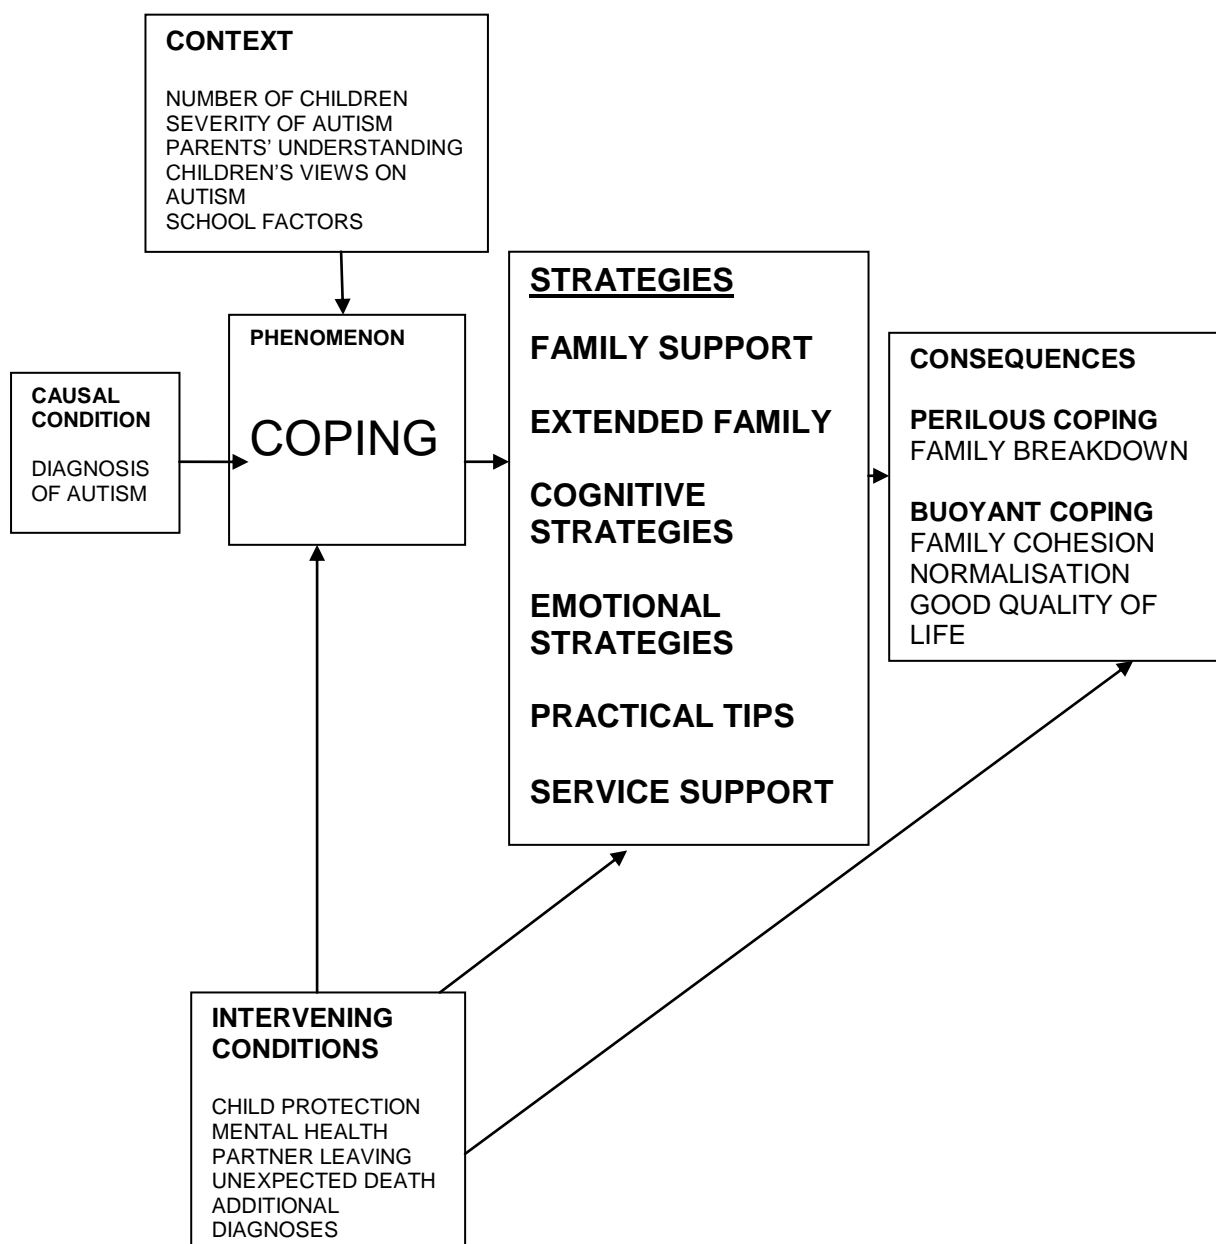 CONTEXT
NUMBER OF CHILDREN
SEVERITY OF AUTISM
PARENTS’ UNDERSTANDING
CHILDREN’S VIEWS ON
AUTISM
SCHOOL FACTORS
CAUSAL
CONDITION
DIAGNOSIS
OF AUTISM
PHENOMENON
COPING
STRATEGIES
FAMILY SUPPORT
EXTENDED FAMILY
COGNITIVE
STRATEGIES
EMOTIONAL
STRATEGIES
PRACTICAL TIPS
SERVICE SUPPORT
CONSEQUENCES
PERILOUS COPING
FAMILY BREAKDOWN
BUOYANT COPING
FAMILY COHESION
NORMALISATION
GOOD QUALITY OF
LIFE
INTERVENING
CONDITIONS
CHILD PROTECTION
MENTAL HEALTH
PARTNER LEAVING
UNEXPECTED DEATH
ADDITIONAL
DIAGNOSES